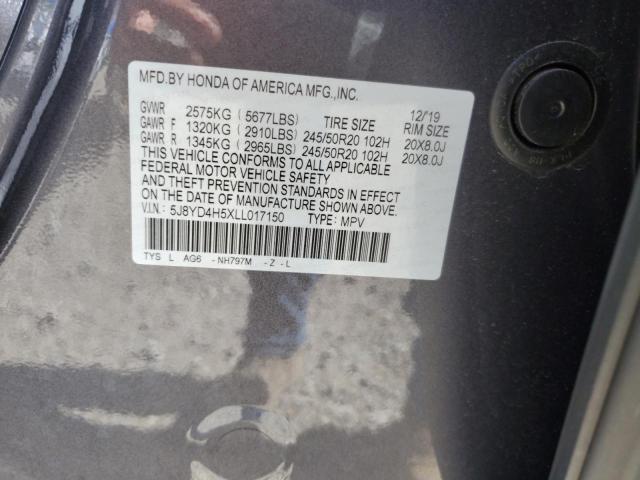 MFD.BY HONDA OF AMERICA MFG.,INC.
GVWR 2575KG ( 5677LBS) TIRE SIZE 12/19 RIM SIZE
GAWR F 1320KG ( 2910LBS) 245/50R20 102H 20X8.0J
GAWR R 1345KG ( 2965LBS) 245/50R20 102H 20X8.0J
THIS VEHICLE CONFORMS TO ALL APPLICABLE
FEDERAL MOTOR VEHICLE SAFETY
AND THEFT PREVENTION STANDARDS IN EFFECT
ON THE DATE OF MANUFACTURE SHOWN ABOVE.
V.I.N.: 5J8YD4H5XLL017150 TYPE: MPV
TYS L AG6 -NH797M -Z -L